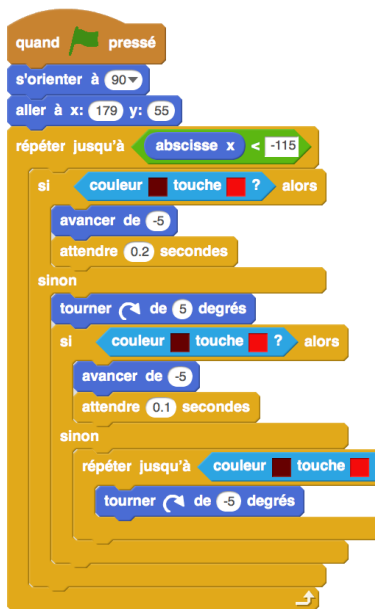 quand pressé
s'orienter à 90
aller à x: 179 y: 55
répéter jusqu'à abscisse x < -115
si couleur touche ? alors
avancer de -5
attendre 0.2 secondes
sinon
tourner de 5 degrés
si couleur touche ? alors
avancer de -5
attendre 0.1 secondes
sinon
répéter jusqu'à couleur touche
tourner de -5 degrés